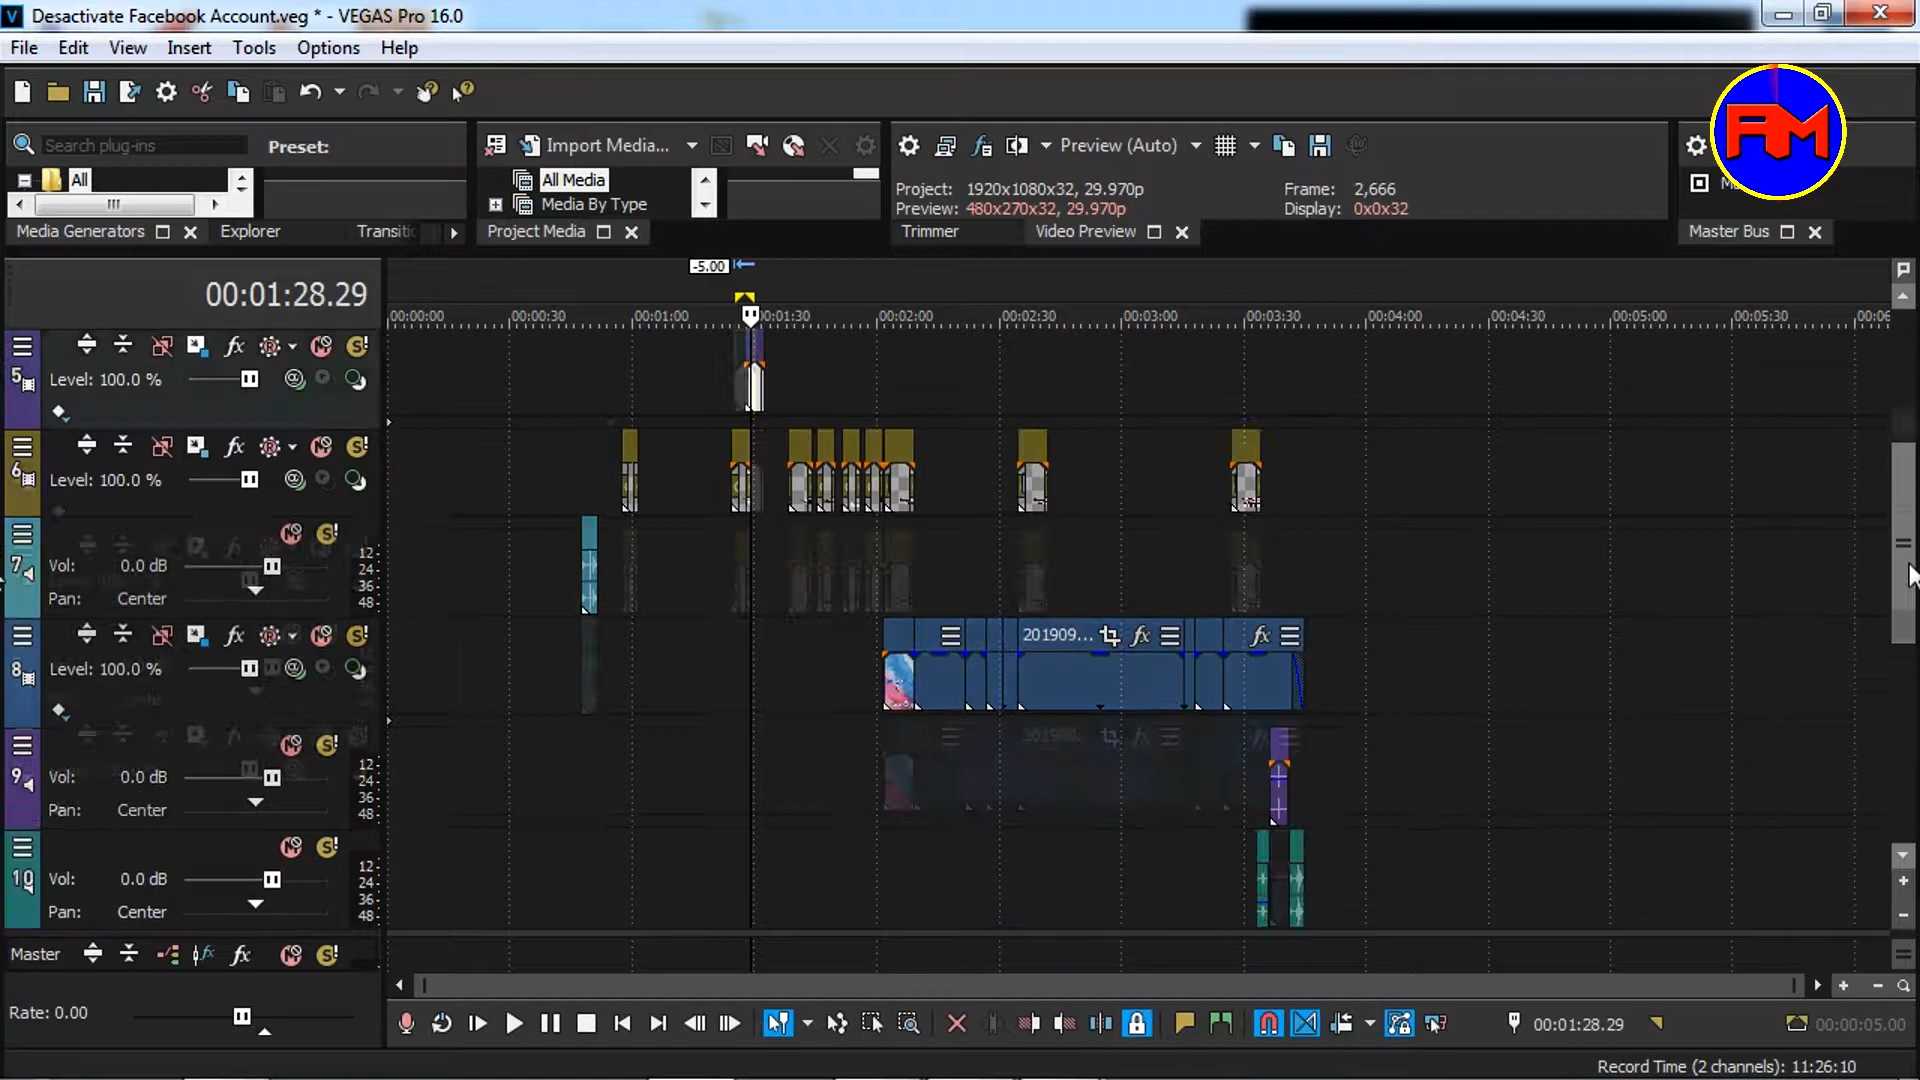 Desactivate Facebook Account.veg * - VEGAS Pro 16.0
File Edit View Insert Tools Options Help
Search plug-ins Preset: Import Media... Preview (Auto)
All All Media Project: 1920x1080x32, 29.970p Frame: 2,666
Media By Type Preview: 480x270x32, 29.970p Display: 0x0x32
FM
Media Generators Explorer Project Media Trimmer Video Preview Master Bus
-5.00
00:01:28.29
00:00:00 00:00:30 00:01:00 00:01:30 00:02:00 00:02:30 00:03:00 00:03:30 00:04:00 00:04:30 00:05:00 00:05:30
5 Level: 100.0 %
6 Level: 100.0 %
7 Vol: 0.0 dB 12 24 36 48
Pan: Center
8 Level: 100.0 % 201909...
9 Vol: 0.0 dB 12 24 36 48
Pan: Center
10 Vol: 0.0 dB 12 24 36 48
Pan: Center
Master
Rate: 0.00
00:01:28.29 00:00:05.00
Record Time (2 channels): 11:26:10